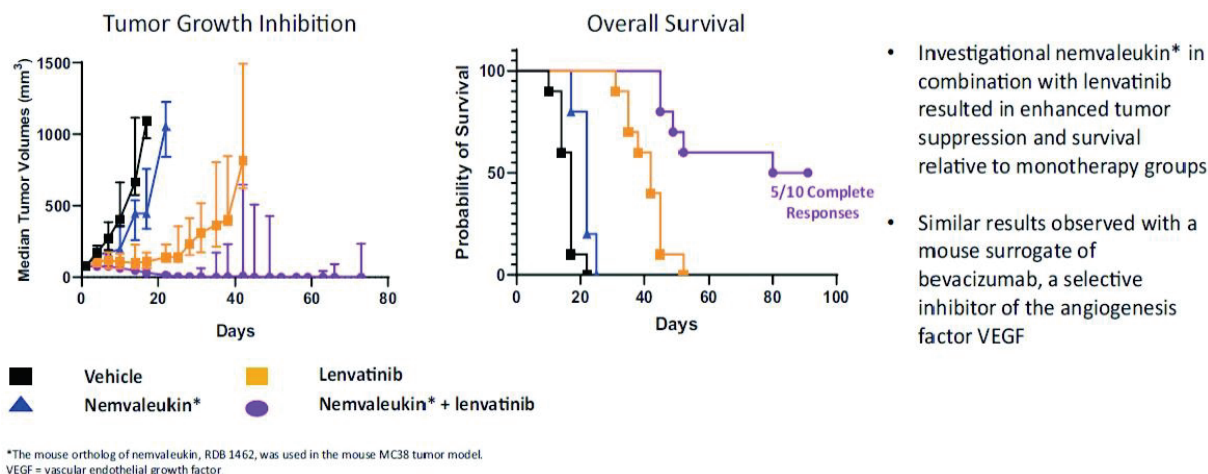 Tumor Growth Inhibition
Median Tumor Volumes (mm³)
1500
1000
500
0
0
20
40
60
80
Days
Overall Survival
Probability of Survival
100
50
0
0
20
40
60
80
100
Days
5/10 Complete
Responses
• Investigational nemvaleukin* in
combination with lenvatinib
resulted in enhanced tumor
suppression and survival
relative to monotherapy groups
• Similar results observed with a
mouse surrogate of
bevacizumab, a selective
inhibitor of the angiogenesis
factor VEGF
Vehicle
Lenvatinib
Nemvaleukin*
Nemvaleukin* + lenvatinib
*The mouse ortholog of nemvaleukin, RDB 1462, was used in the mouse MC38 tumor model.
VEGF = vascular endothelial growth factor